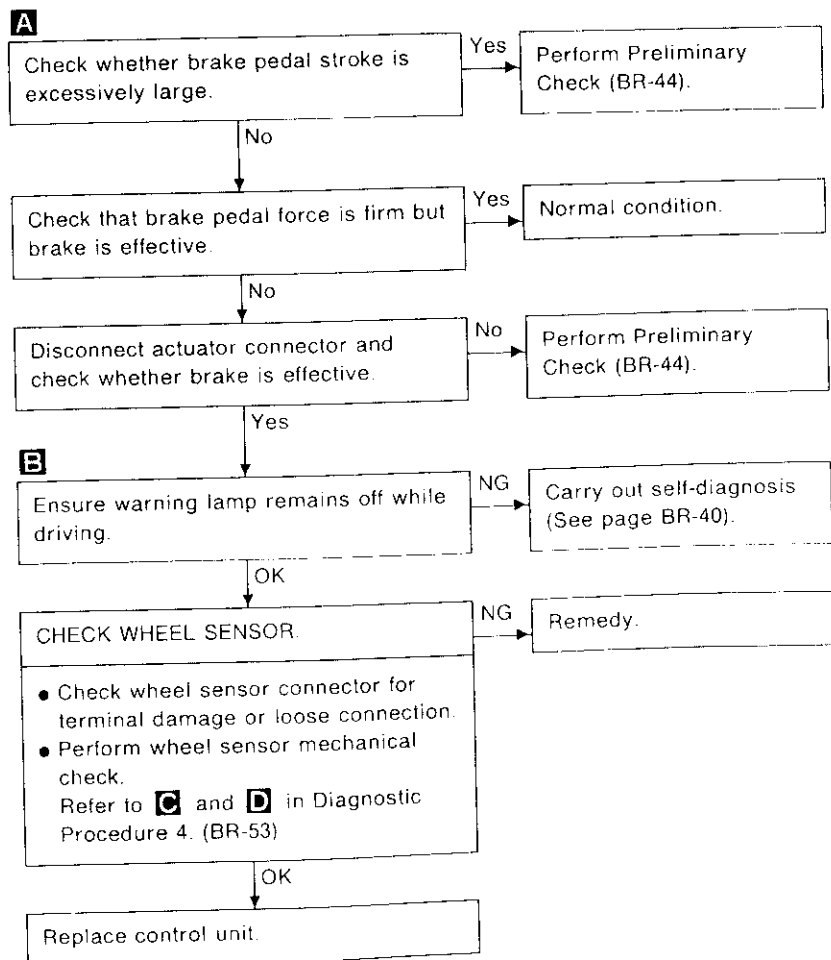 A
Check whether brake pedal stroke is
excessively large.
Yes
Perform Preliminary
Check (BR-44).
No
Check that brake pedal force is firm but
brake is effective.
Yes
Normal condition.
No
Disconnect actuator connector and
check whether brake is effective.
No
Perform Preliminary
Check (BR-44).
Yes
B
Ensure warning lamp remains off while
driving.
NG
Carry out self-diagnosis
(See page BR-40).
OK
CHECK WHEEL SENSOR.
NG
Remedy.
● Check wheel sensor connector for
terminal damage or loose connection.
● Perform wheel sensor mechanical
check.
Refer to C and D in Diagnostic
Procedure 4. (BR-53)
OK
Replace control unit.